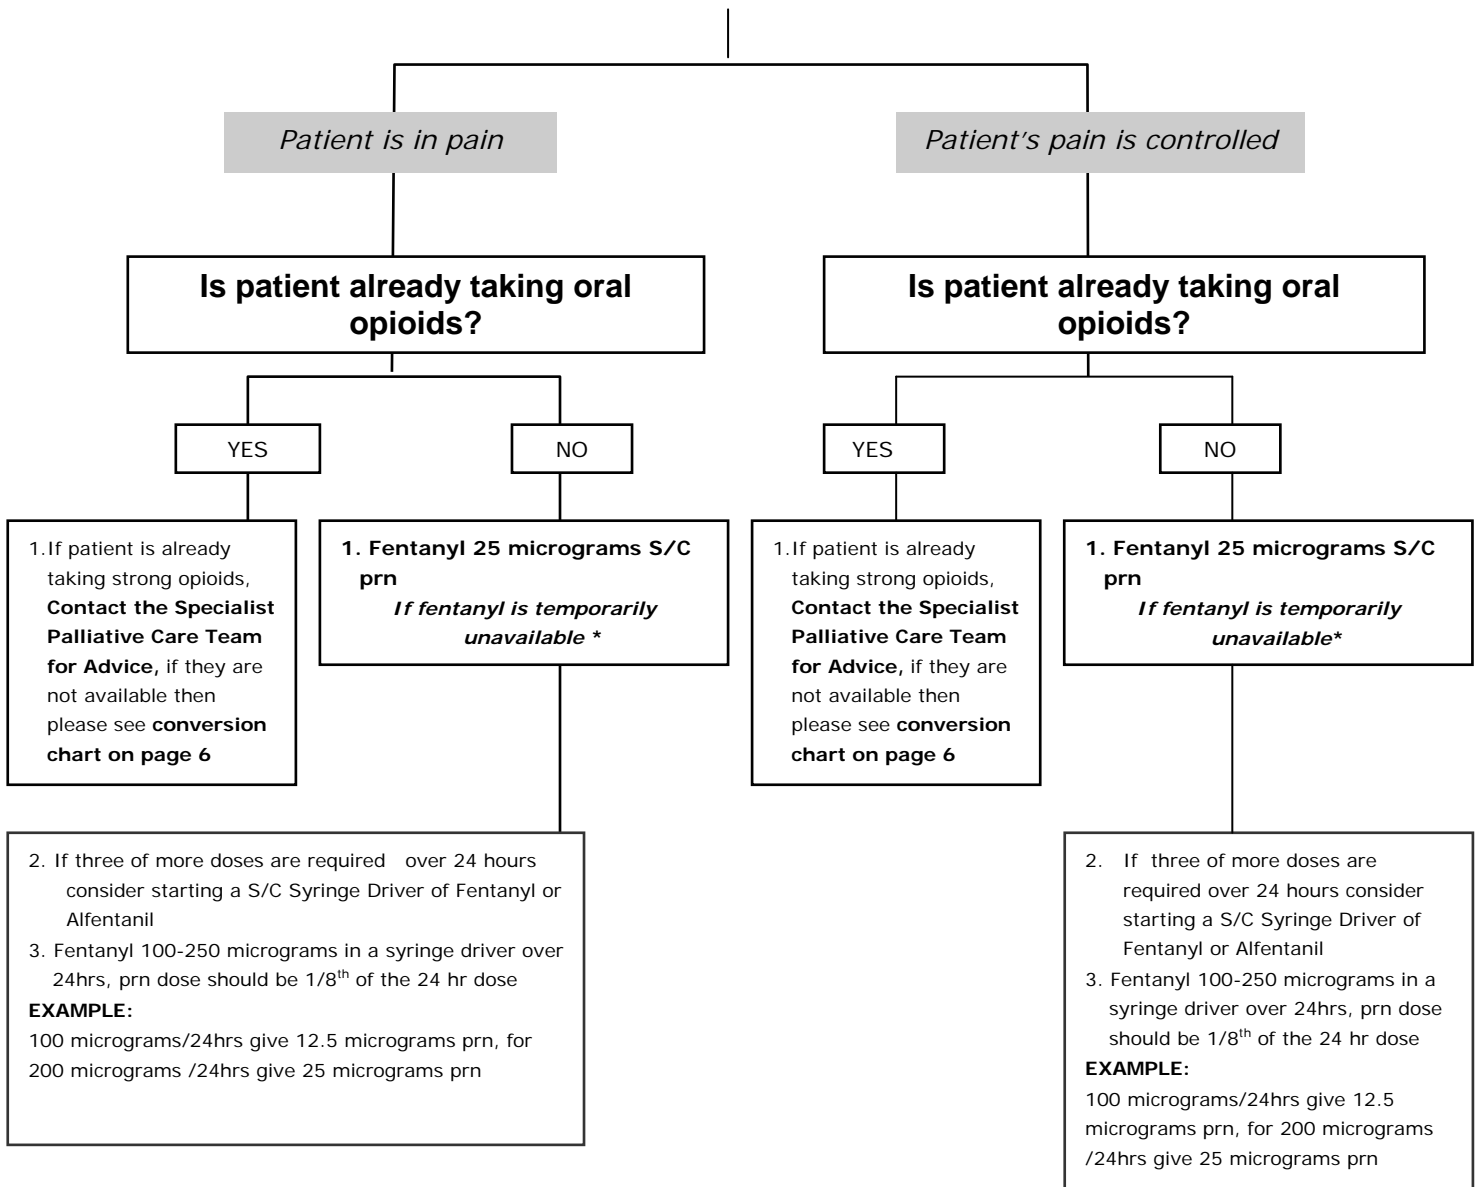 Patient is in pain
Patient's pain is controlled
Is patient already taking oral
opioids?
Is patient already taking oral
opioids?
YES
NO
YES
NO
1.If patient is already
taking strong opioids,
Contact the Specialist
Palliative Care Team
for Advice, if they are
not available then
please see conversion
chart on page 6
1. Fentanyl 25 micrograms S/C
prn
If fentanyl is temporarily
unavailable *
1.If patient is already
taking strong opioids,
Contact the Specialist
Palliative Care Team
for Advice, if they are
not available then
please see conversion
chart on page 6
1. Fentanyl 25 micrograms S/C
prn
If fentanyl is temporarily
unavailable*
2. If three of more doses are required over 24 hours
consider starting a S/C Syringe Driver of Fentanyl or
Alfentanil
3. Fentanyl 100-250 micrograms in a syringe driver over
24hrs, prn dose should be 1/8th of the 24 hr dose
EXAMPLE:
100 micrograms/24hrs give 12.5 micrograms prn, for
200 micrograms /24hrs give 25 micrograms prn
2. If three of more doses are
required over 24 hours consider
starting a S/C Syringe Driver of
Fentanyl or Alfentanil
3. Fentanyl 100-250 micrograms in a
syringe driver over 24hrs, prn dose
should be 1/8th of the 24 hr dose
EXAMPLE:
100 micrograms/24hrs give 12.5
micrograms prn, for 200 micrograms
/24hrs give 25 micrograms prn